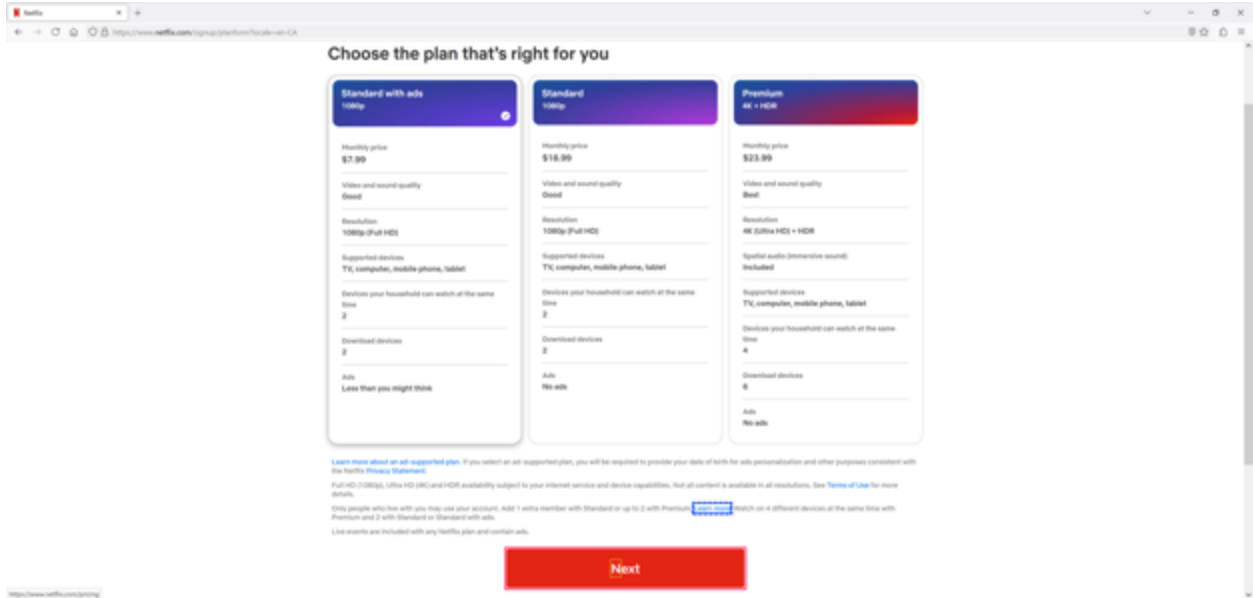 Netflix
https://www.netflix.com/signup/planform?locale=en-CA
Choose the plan that's right for you
Standard with ads
1080p
Monthly price
$7.99
Video and sound quality
Good
Resolution
1080p (Full HD)
Supported devices
TV, computer, mobile phone, tablet
Devices your household can watch at the same
time
2
Download devices
2
Ads
Less than you might think
Standard
1080p
Monthly price
$18.99
Video and sound quality
Good
Resolution
1080p (Full HD)
Supported devices
TV, computer, mobile phone, tablet
Devices your household can watch at the same
time
2
Download devices
2
Ads
No ads
Premium
4K + HDR
Monthly price
$23.99
Video and sound quality
Best
Resolution
4K (Ultra HD) + HDR
Spatial audio (immersive sound)
Included
Supported devices
TV, computer, mobile phone, tablet
Devices your household can watch at the same
time
4
Download devices
6
Ads
No ads
Learn more about an ad-supported plan. If you select an ad-supported plan, you will be required to provide your date of birth for ads personalization and other purposes consistent with
the Netflix Privacy Statement.
Full HD (1080p), Ultra HD (4K) and HDR availability subject to your internet service and device capabilities. Not all content is available in all resolutions. See Terms of Use for more
details.
Only people who live with you may use your account. Add 1 extra member with Standard or up to 2 with Premium. Learn more. Watch on 4 different devices at the same time with
Premium and 2 with Standard or Standard with ads.
Live events are included with any Netflix plan and contain ads.
Next
https://www.netflix.com/pricing